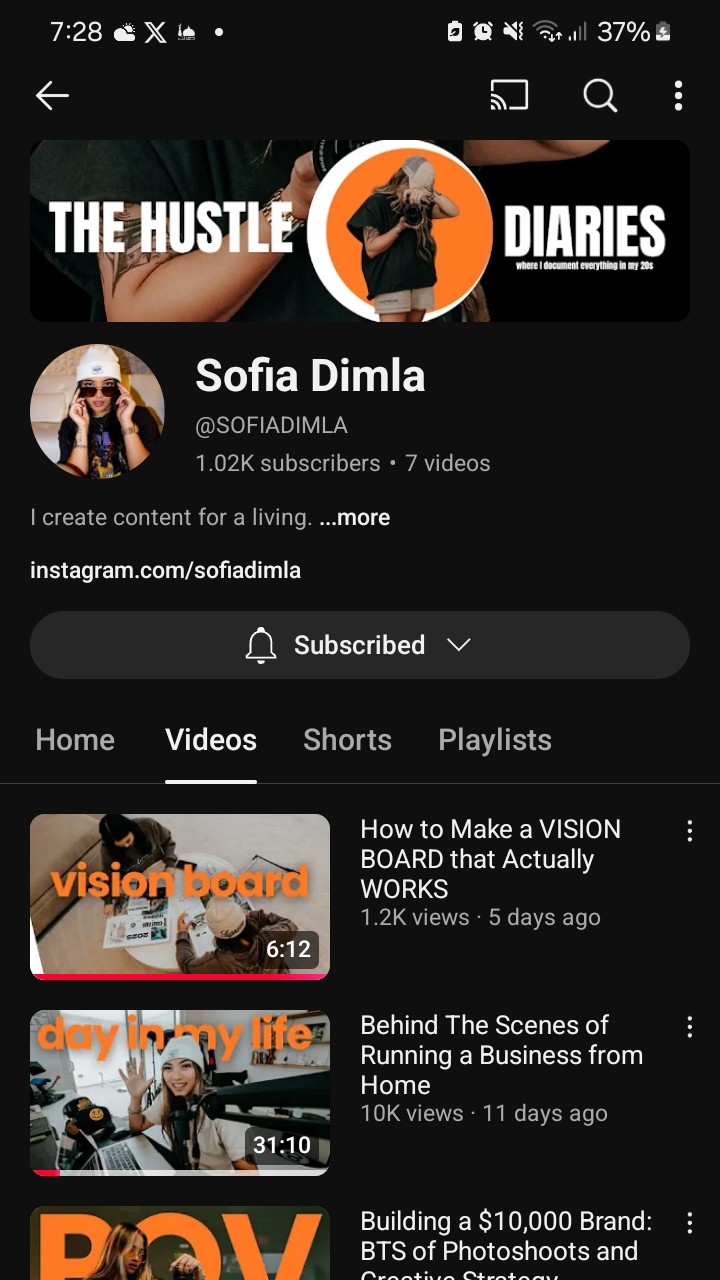 7:28
37%
THE HUSTLE
DIARIES
where I document everything in my 20s
Sofia Dimla
@SOFIADIMLA
1.02K subscribers • 7 videos
I create content for a living. ...more
instagram.com/sofiadimla
Subscribed
Home Videos Shorts Playlists
vision board
6:12
How to Make a VISION
BOARD that Actually
WORKS
1.2K views · 5 days ago
day in my life
31:10
Behind The Scenes of
Running a Business from
Home
10K views · 11 days ago
POV
Building a $10,000 Brand:
BTS of Photoshoots and
Creative Strategy